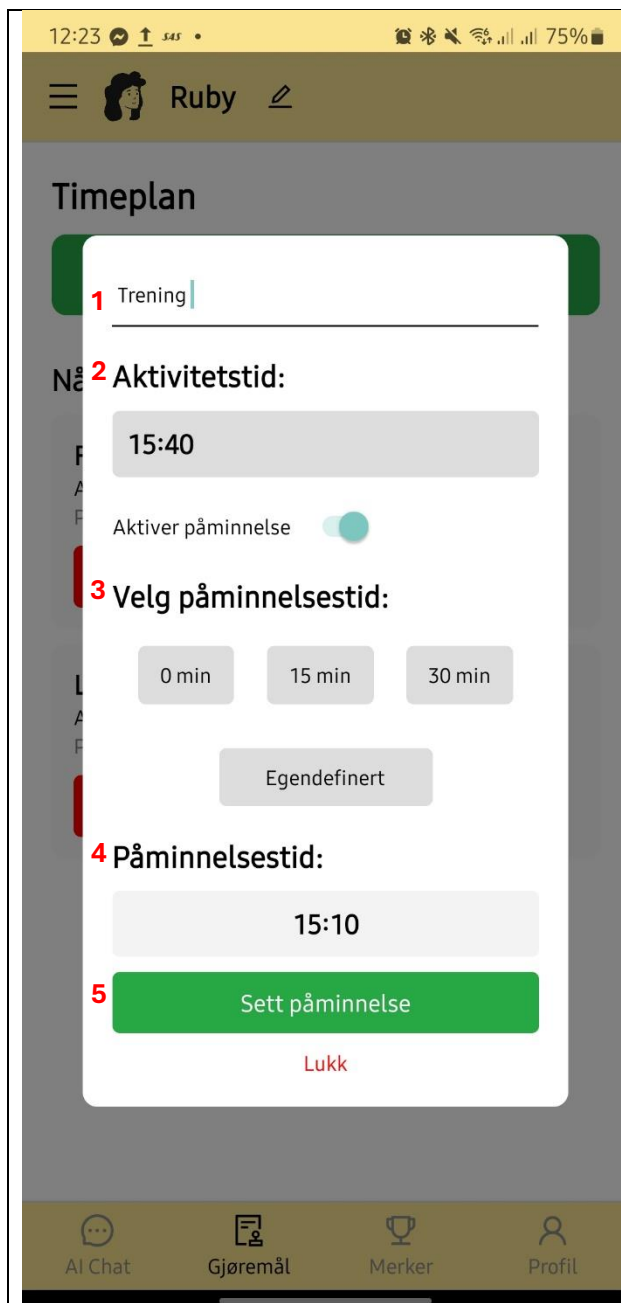 12:23 SAS 75%
Ruby
Timeplan
1 Trening
2 Aktivitetstid:
15:40
Aktiver påminnelse
3 Velg påminnelsestid:
0 min 15 min 30 min
Egendefinert
4 Påminnelsestid:
15:10
5 Sett påminnelse
Lukk
AI Chat Gjøremål Merker Profil